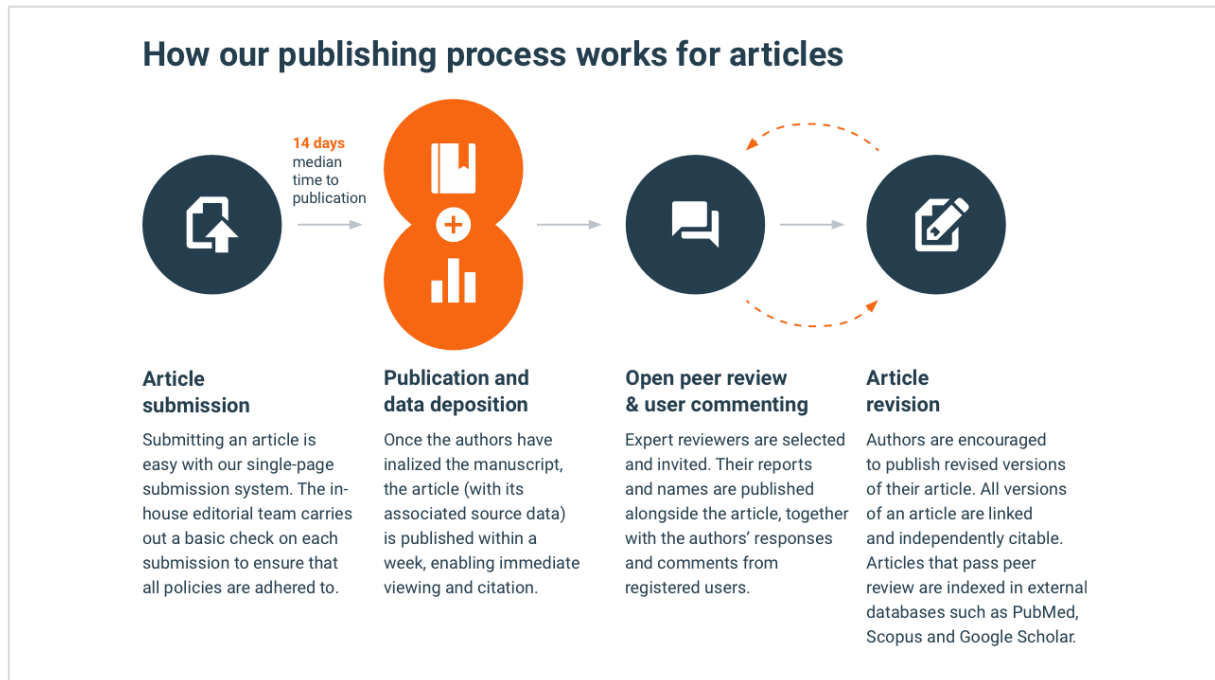 How our publishing process works for articles
14 days
median
time to
publication
Article
submission
Submitting an article is
easy with our single-page
submission system. The in-
house editorial team carries
out a basic check on each
submission to ensure that
all policies are adhered to.
Publication and
data deposition
Once the authors have
inalized the manuscript,
the article (with its
associated source data)
is published within a
week, enabling immediate
viewing and citation.
Open peer review
& user commenting
Expert reviewers are selected
and invited. Their reports
and names are published
alongside the article, together
with the authors’ responses
and comments from
registered users.
Article
revision
Authors are encouraged
to publish revised versions
of their article. All versions
of an article are linked
and independently citable.
Articles that pass peer
review are indexed in external
databases such as PubMed,
Scopus and Google Scholar.